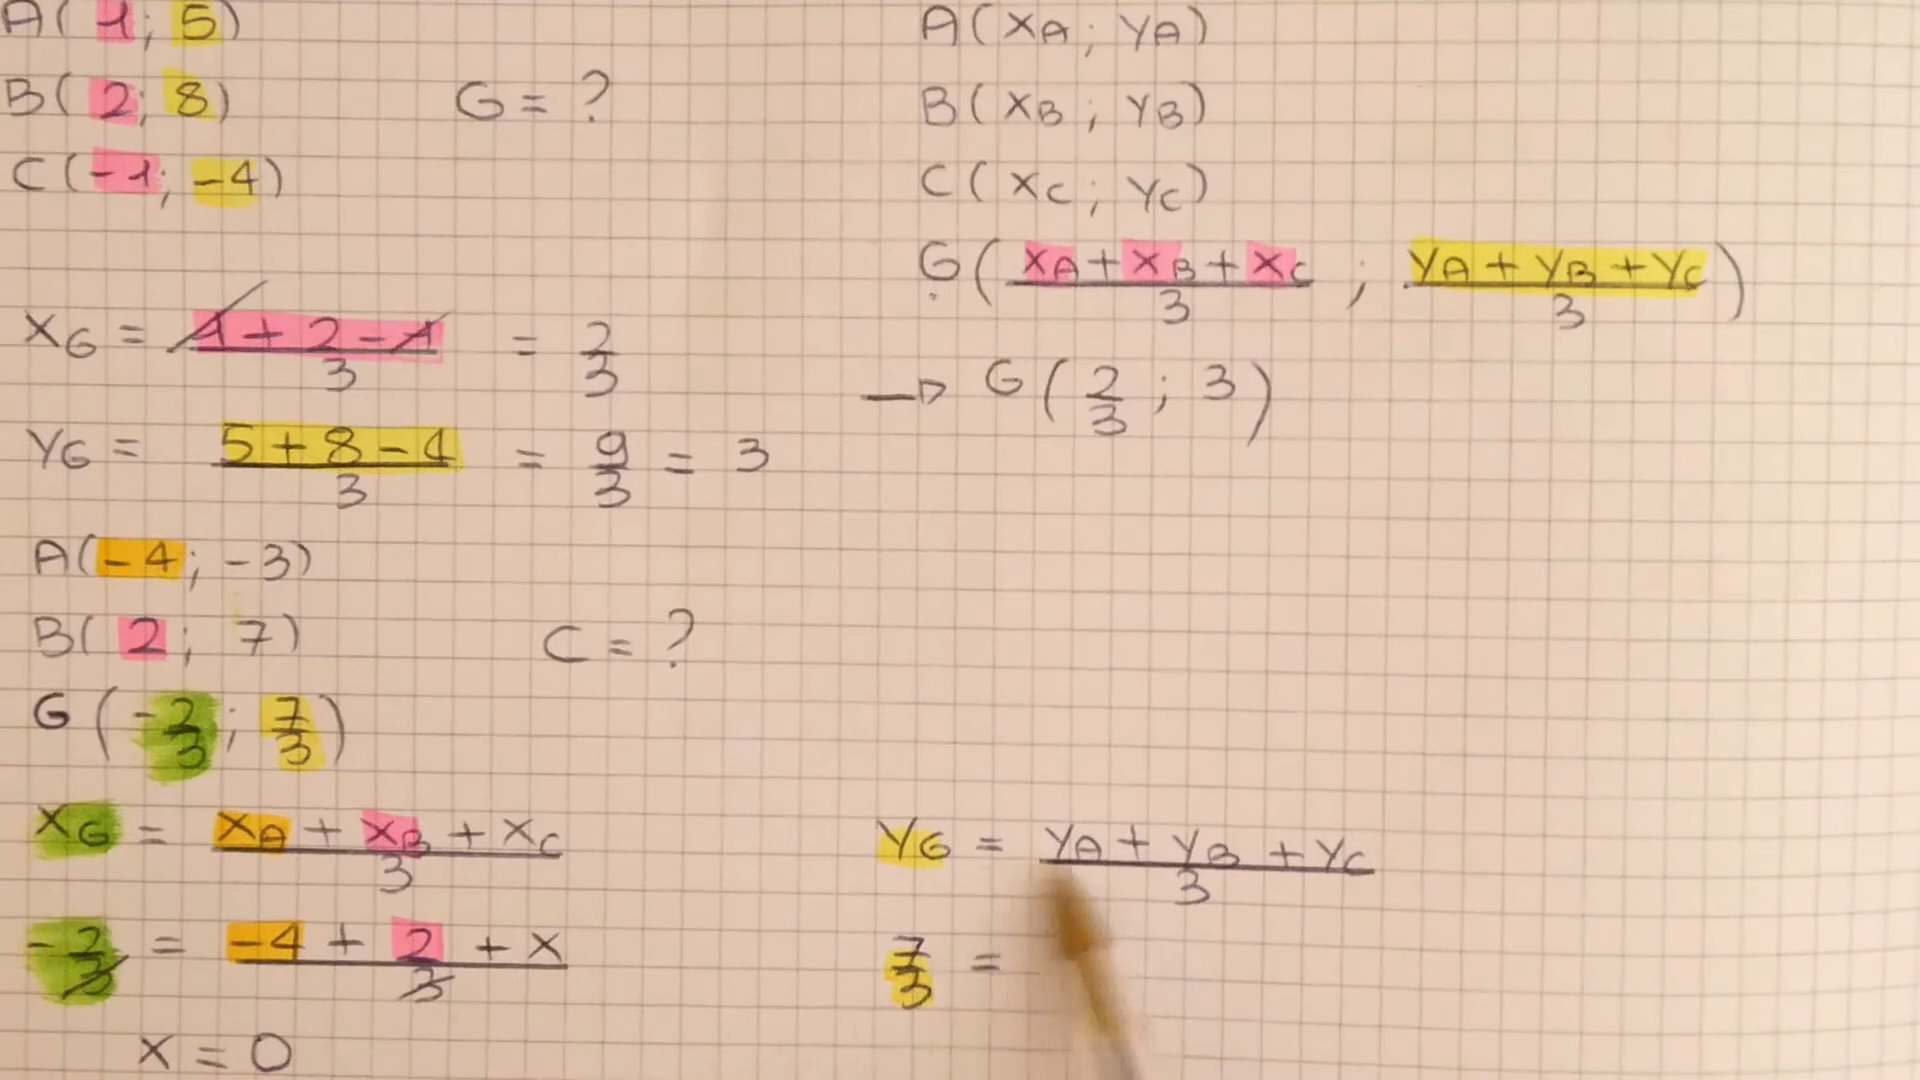 A(1; 5)
B(2; 8)
G = ?
C(-1; -4)
A(xA; yA)
B(xB; yB)
C(xC; yC)
G(xA + xB + xC / 3 ; yA + yB + yC / 3)
xG = 1 + 2 - 1 / 3 = 2/3
→ G(2/3; 3)
yG = 5 + 8 - 4 / 3 = 9/3 = 3
A(-4; -3)
B(2; 7)
C = ?
G(-2/3; 7/3)
xG = xA + xB + xC / 3
-2/3 = -4 + 2 + x / 3
x = 0
yG = yA + yB + yC / 3
7/3 =